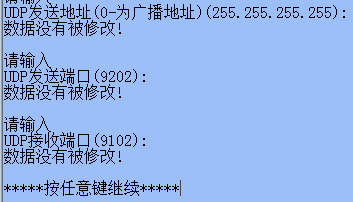 请输入
UDP发送地址(0-为广播地址)(255.255.255.255):
数据没有被修改!
请输入
UDP发送端口(9202):
数据没有被修改!
请输入
UDP接收端口(9102):
数据没有被修改!
*****按任意键继续*****